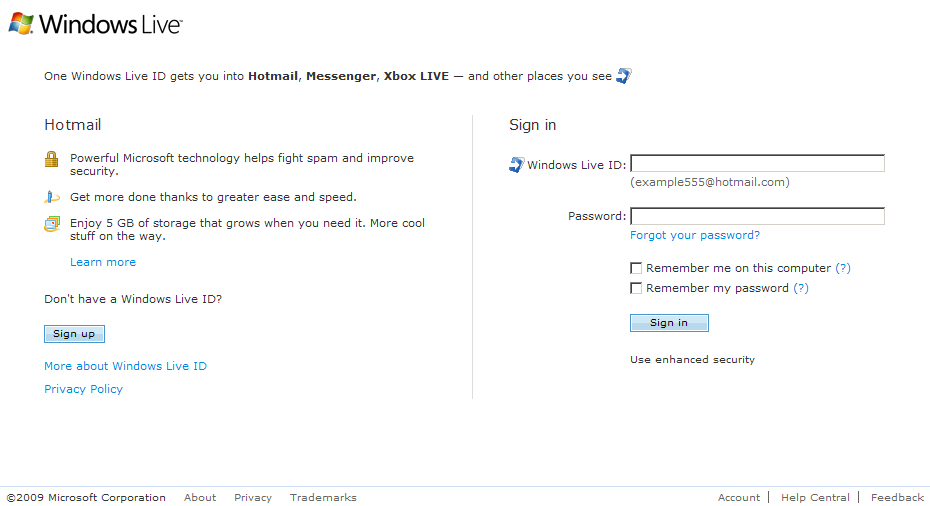 Windows Live
One Windows Live ID gets you into Hotmail, Messenger, Xbox LIVE — and other places you see
Hotmail
Powerful Microsoft technology helps fight spam and improve
security.
Get more done thanks to greater ease and speed.
Enjoy 5 GB of storage that grows when you need it. More cool
stuff on the way.
Learn more
Don't have a Windows Live ID?
Sign up
More about Windows Live ID
Privacy Policy
Sign in
Windows Live ID:
(example555@hotmail.com)
Password:
Forgot your password?
Remember me on this computer (?)
Remember my password (?)
Sign in
Use enhanced security
©2009 Microsoft Corporation About Privacy Trademarks Account | Help Central | Feedback